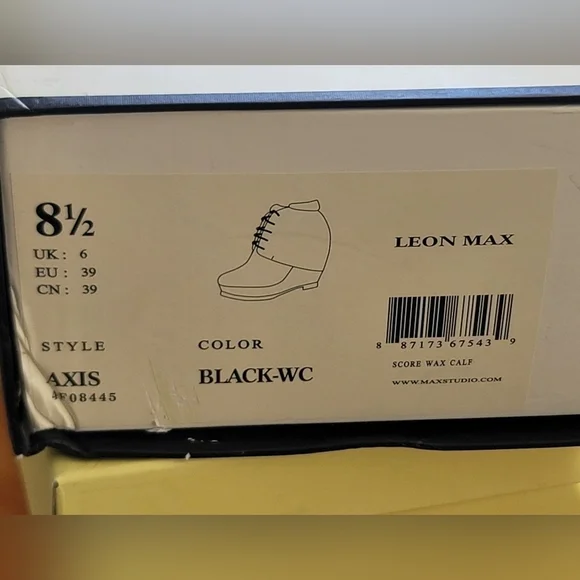 8½
UK: 6
EU: 39
CN: 39
LEON MAX
8 87173 67543 9
STYLE
COLOR
SCORE WAX CALF
AXIS
BLACK-WC
WWW.MAXSTUDIO.COM
F08445